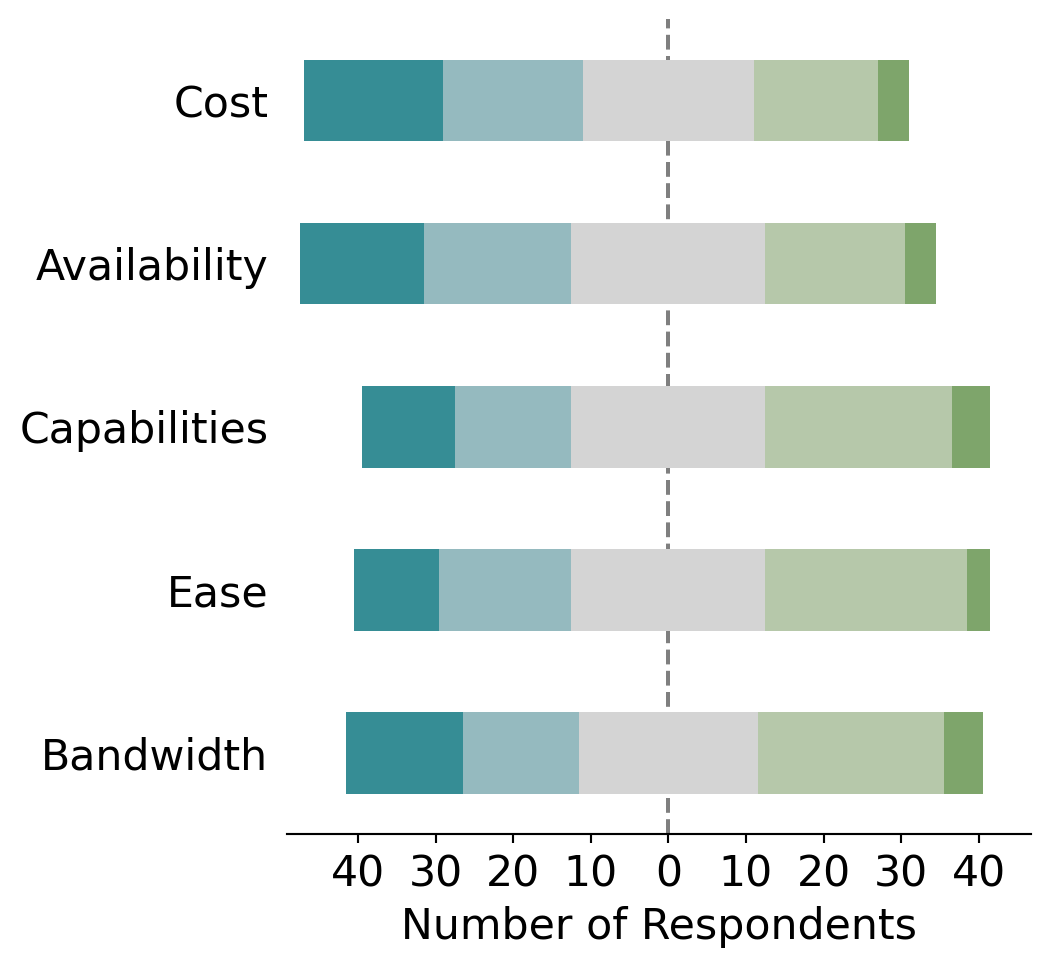 Cost
Availability
Capabilities
Ease
Bandwidth
40 30 20 10 0 10 20 30 40
Number of Respondents